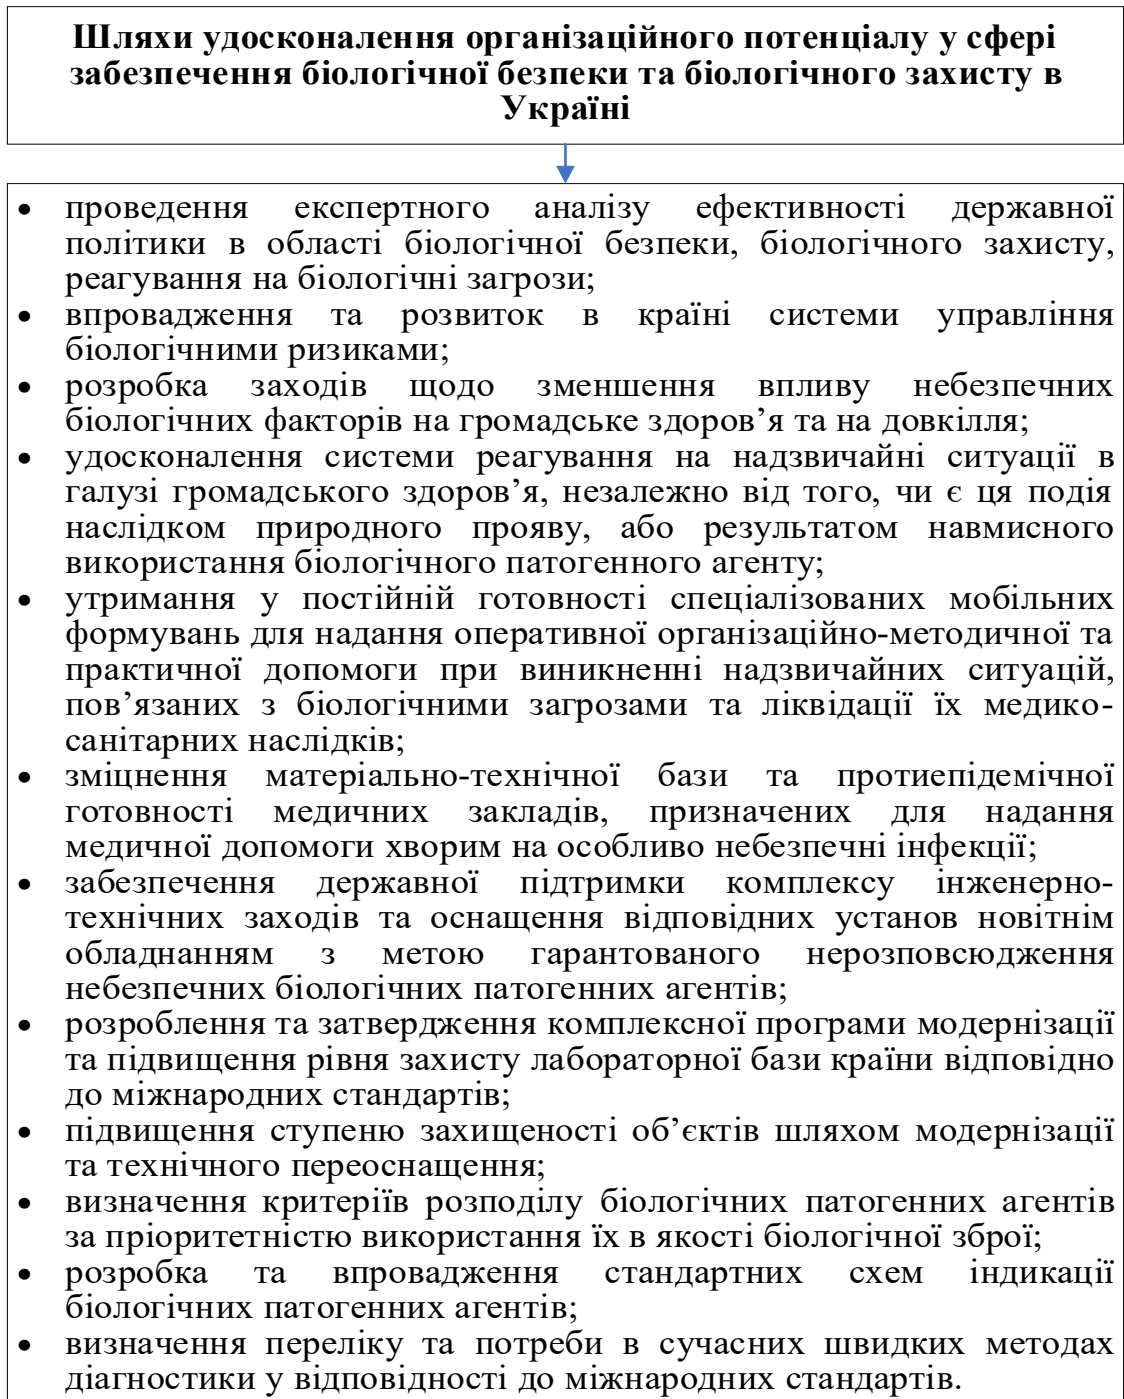 Шляхи удосконалення організаційного потенціалу у сфері
забезпечення біологічної безпеки та біологічного захисту в
Україні
• проведення експертного аналізу ефективності державної
політики в області біологічної безпеки, біологічного захисту,
реагування на біологічні загрози;
• впровадження та розвиток в країні системи управління
біологічними ризиками;
• розробка заходів щодо зменшення впливу небезпечних
біологічних факторів на громадське здоров’я та на довкілля;
• удосконалення системи реагування на надзвичайні ситуації в
галузі громадського здоров’я, незалежно від того, чи є ця подія
наслідком природного прояву, або результатом навмисного
використання біологічного патогенного агенту;
• утримання у постійній готовності спеціалізованих мобільних
формувань для надання оперативної організаційно-методичної та
практичної допомоги при виникненні надзвичайних ситуацій,
пов’язаних з біологічними загрозами та ліквідації їх медико-
санітарних наслідків;
• зміцнення матеріально-технічної бази та протиепідемічної
готовності медичних закладів, призначених для надання
медичної допомоги хворим на особливо небезпечні інфекції;
• забезпечення державної підтримки комплексу інженерно-
технічних заходів та оснащення відповідних установ новітнім
обладнанням з метою гарантованого нерозповсюдження
небезпечних біологічних патогенних агентів;
• розроблення та затвердження комплексної програми модернізації
та підвищення рівня захисту лабораторної бази країни відповідно
до міжнародних стандартів;
• підвищення ступеню захищеності об’єктів шляхом модернізації
та технічного переоснащення;
• визначення критеріїв розподілу біологічних патогенних агентів
за пріоритетністю використання їх в якості біологічної зброї;
• розробка та впровадження стандартних схем індикації
біологічних патогенних агентів;
• визначення переліку та потреби в сучасних швидких методах
діагностики у відповідності до міжнародних стандартів.